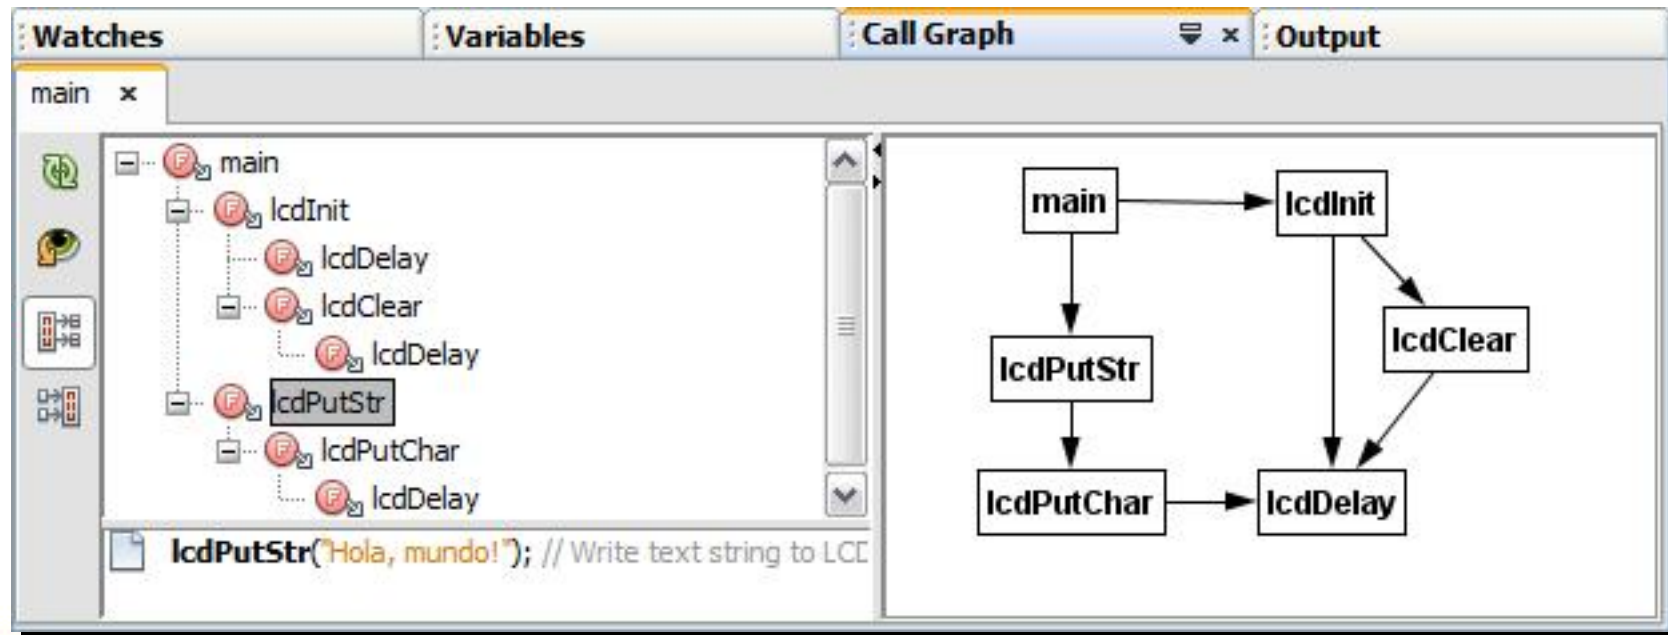 Watches
Variables
Call Graph
Output
main
main
lcdInit
lcdDelay
lcdClear
lcdDelay
lcdPutStr
lcdPutChar
lcdDelay
lcdPutStr("Hola, mundo!"); // Write text string to LCD
main
lcdInit
lcdClear
lcdPutStr
lcdPutChar
lcdDelay